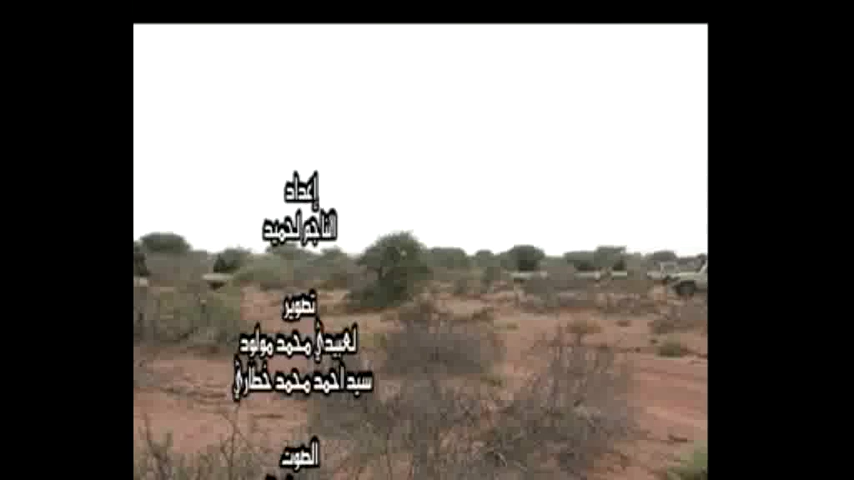 إعداد
الناجم لحميد
تصوير
لعبيدي محمد مولود
سيد احمد محمد خطاري
الصوت